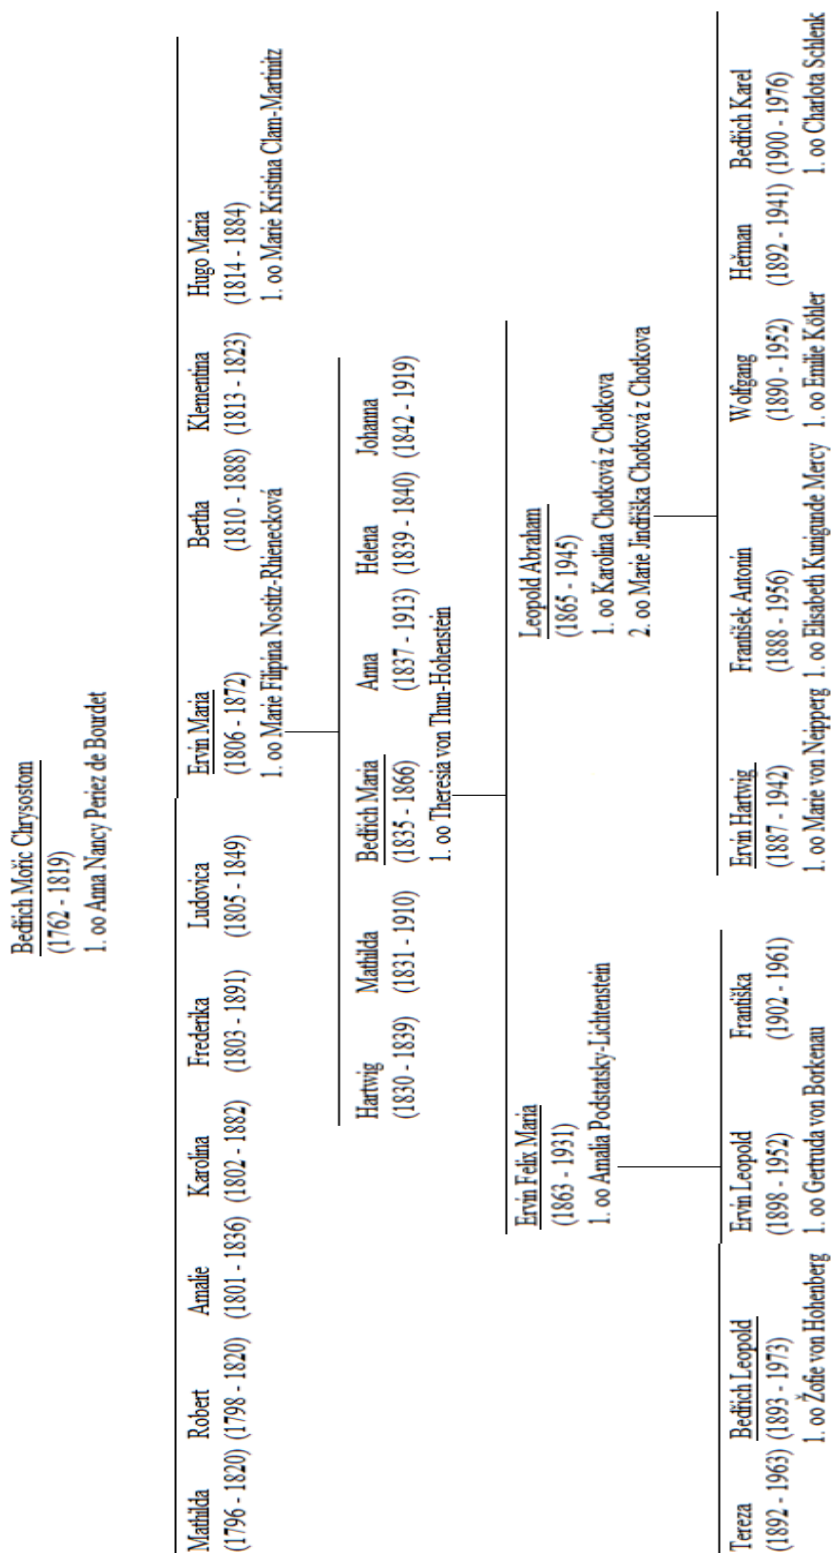 Bedřich Mořic Chrysostom
(1762 - 1819)
1. oo Anna Nancy Periez de Bourdet
Mathilda
(1796 - 1820)
Robert
(1798 - 1820)
Amalie
(1801 - 1836)
Karolina
(1802 - 1882)
Frederika
(1803 - 1891)
Ludovica
(1805 - 1849)
Ervín Maria
(1806 - 1872)
1. oo Marie Filipina Nostitz-Rhienecková
Bertha
(1810 - 1888)
Klementina
(1813 - 1823)
Hugo Maria
(1814 - 1884)
1. oo Marie Kristina Clam-Martinitz
Hartwig
(1830 - 1839)
Mathilda
(1831 - 1910)
Bedřich Maria
(1835 - 1866)
1. oo Theresia von Thun-Hohenstein
Anna
(1837 - 1913)
Helena
(1839 - 1840)
Johanna
(1842 - 1919)
Ervín Felix Maria
(1863 - 1931)
1. oo Amalia Podstatsky-Lichtenstein
Leopold Abraham
(1865 - 1945)
1. oo Karolina Chotková z Chotkova
2. oo Marie Jindřiška Chotková z Chotkova
Tereza
(1892 - 1963)
Bedřich Leopold
(1893 - 1973)
1. oo Žofie von Hohenberg
Ervín Leopold
(1898 - 1952)
1. oo Gertruda von Borkenau
Františka
(1902 - 1961)
Ervín Hartwig
(1887 - 1942)
1. oo Marie von Neipperg
František Antonín
(1888 - 1956)
1. oo Elisabeth Kunigunde Mercy
Wolfgang
(1890 - 1952)
1. oo Emilie Köhler
Heřman
(1892 - 1941)
Bedřich Karel
(1900 - 1976)
1. oo Charlota Schlenk